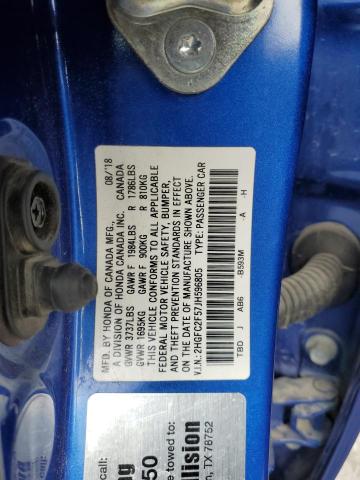 MFD. BY HONDA OF CANADA MFG., 08/18
A DIVISION OF HONDA CANADA INC. CANADA
GVWR 3737LBS GAWR F 1984LBS R 1786LBS
GVWR 1695KG GAWR F 900KG R 810KG
THIS VEHICLE CONFORMS TO ALL APPLICABLE
FEDERAL MOTOR VEHICLE SAFETY, BUMPER,
AND THEFT PREVENTION STANDARDS IN EFFECT
ON THE DATE OF MANUFACTURE SHOWN ABOVE.
V.I.N.: 2HGFC2F57JH596805 TYPE: PASSENGER CAR
TBD J AB6 -B593M -A -H
call:
50
e towed to:
llision
TX 78752